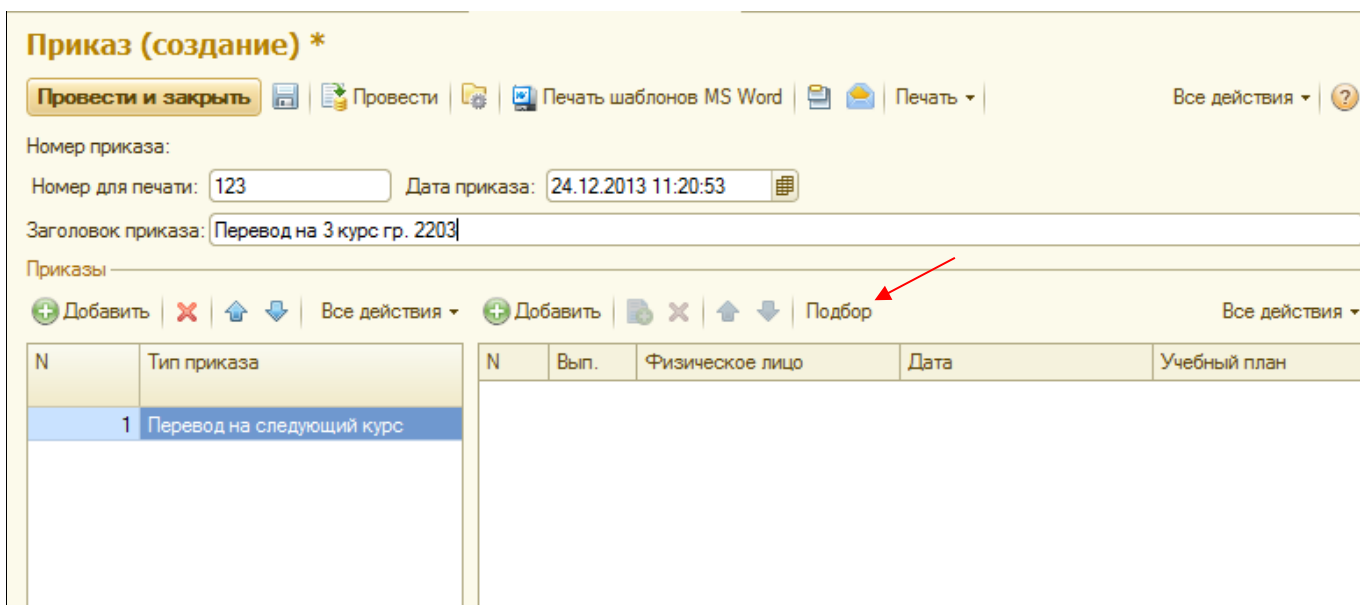 Приказ (создание) *
Провести и закрыть Провести Печать шаблонов MS Word Печать Все действия ?
Номер приказа:
Номер для печати: 123 Дата приказа: 24.12.2013 11:20:53
Заголовок приказа: Перевод на 3 курс гр. 2203
Приказы
Добавить Все действия Добавить Подбор Все действия
N Тип приказа N Вып. Физическое лицо Дата Учебный план
1 Перевод на следующий курс